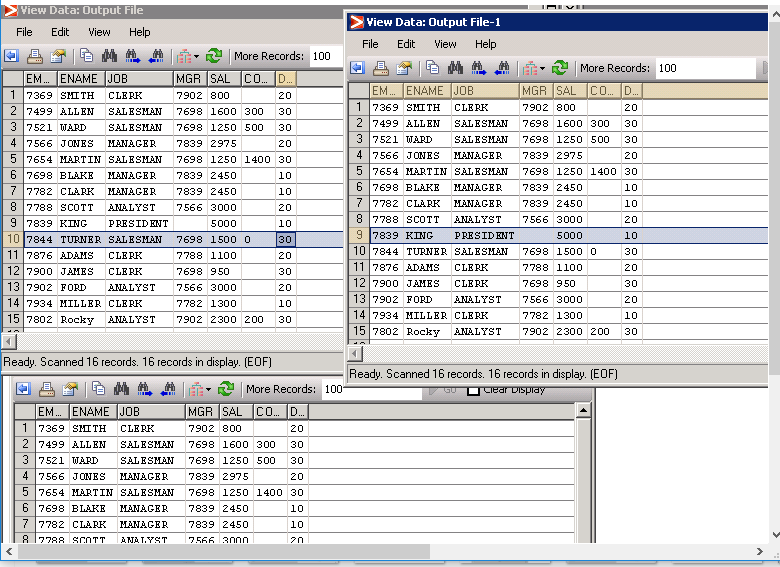 View Data: Output File
File Edit View Help
More Records: 100
EM... ENAME JOB MGR SAL CO... D...
1 7369 SMITH CLERK 7902 800 20
2 7499 ALLEN SALESMAN 7698 1600 300 30
3 7521 WARD SALESMAN 7698 1250 500 30
4 7566 JONES MANAGER 7839 2975 20
5 7654 MARTIN SALESMAN 7698 1250 1400 30
6 7698 BLAKE MANAGER 7839 2450 10
7 7782 CLARK MANAGER 7839 2450 10
8 7788 SCOTT ANALYST 7566 3000 20
9 7839 KING PRESIDENT 5000 10
10 7844 TURNER SALESMAN 7698 1500 0 30
11 7876 ADAMS CLERK 7788 1100 20
12 7900 JAMES CLERK 7698 950 30
13 7902 FORD ANALYST 7566 3000 20
14 7934 MILLER CLERK 7782 1300 10
15 7802 Rocky ANALYST 7902 2300 200 30
Ready. Scanned 16 records. 16 records in display. (EOF)
View Data: Output File-1
File Edit View Help
More Records: 100
EM... ENAME JOB MGR SAL CO... D...
1 7369 SMITH CLERK 7902 800 20
2 7499 ALLEN SALESMAN 7698 1600 300 30
3 7521 WARD SALESMAN 7698 1250 500 30
4 7566 JONES MANAGER 7839 2975 20
5 7654 MARTIN SALESMAN 7698 1250 1400 30
6 7698 BLAKE MANAGER 7839 2450 10
7 7782 CLARK MANAGER 7839 2450 10
8 7788 SCOTT ANALYST 7566 3000 20
9 7839 KING PRESIDENT 5000 10
10 7844 TURNER SALESMAN 7698 1500 0 30
11 7876 ADAMS CLERK 7788 1100 20
12 7900 JAMES CLERK 7698 950 30
13 7902 FORD ANALYST 7566 3000 20
14 7934 MILLER CLERK 7782 1300 10
15 7802 Rocky ANALYST 7902 2300 200 30
Ready. Scanned 16 records. 16 records in display. (EOF)
More Records: 100 Go Clear Display
EM... ENAME JOB MGR SAL CO... D...
1 7369 SMITH CLERK 7902 800 20
2 7499 ALLEN SALESMAN 7698 1600 300 30
3 7521 WARD SALESMAN 7698 1250 500 30
4 7566 JONES MANAGER 7839 2975 20
5 7654 MARTIN SALESMAN 7698 1250 1400 30
6 7698 BLAKE MANAGER 7839 2450 10
7 7782 CLARK MANAGER 7839 2450 10
8 7788 SCOTT ANALYST 7566 3000 20